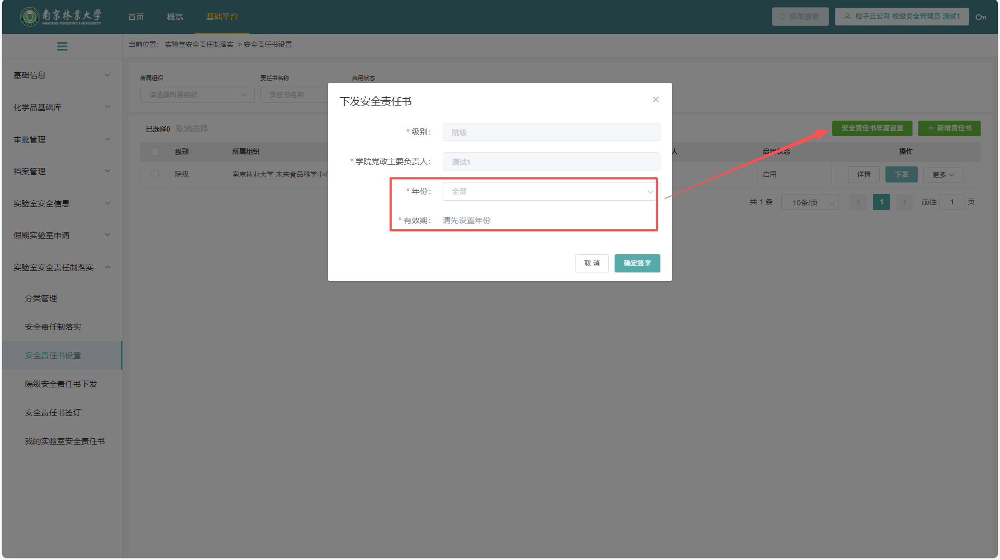 南京林業大學
NANJING FORESTRY UNIVERSITY
首页
概览
基础平台
菜单搜索
粒子云公司-校级安全管理员-测试1
当前位置： 实验室安全责任制落实 -> 安全责任书设置
基础信息
化学品基础库
审批管理
档案管理
实验室安全信息
假期实验室申请
实验室安全责任制落实
分类管理
安全责任制落实
安全责任书设置
院级安全责任书下发
安全责任书签订
我的实验室安全责任书
所属组织
责任书名称
启用状态
请选择所属组织
责任书名称
已选择0 取消选择
安全责任书年度设置
新增责任书
级别
所属组织
人
启用状态
操作
院级
南京林业大学-未来食品科学中心
启用
详情
下发
更多
共 1 条
10条/页
1
前往 1 页
下发安全责任书
* 级别： 院级
* 学院党政主要负责人： 测试1
* 年份： 全部
* 有效期： 请先设置年份
取 消
确定签字